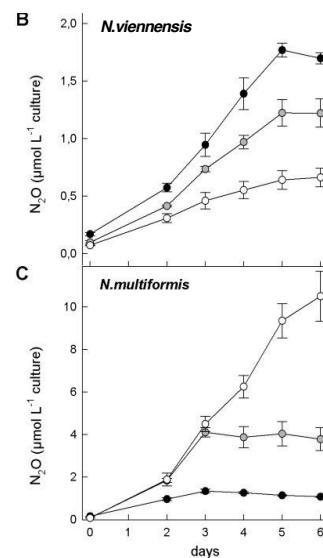 B
N.viennensis
N₂O (µmol L⁻¹ culture)
2,0
1,5
1,0
0,5
0,0
C
N.multiformis
N₂O (µmol L⁻¹ culture)
10
8
6
4
2
0
0 1 2 3 4 5 6
days